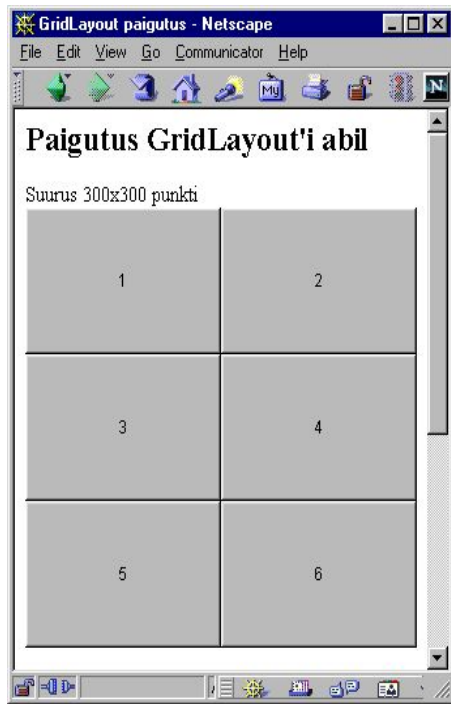 GridLayout paigutus - Netscape
File Edit View Go Communicator Help
My N
Paigutus GridLayout'i abil
Suurus 300x300 punkti
1 2
3 4
5 6